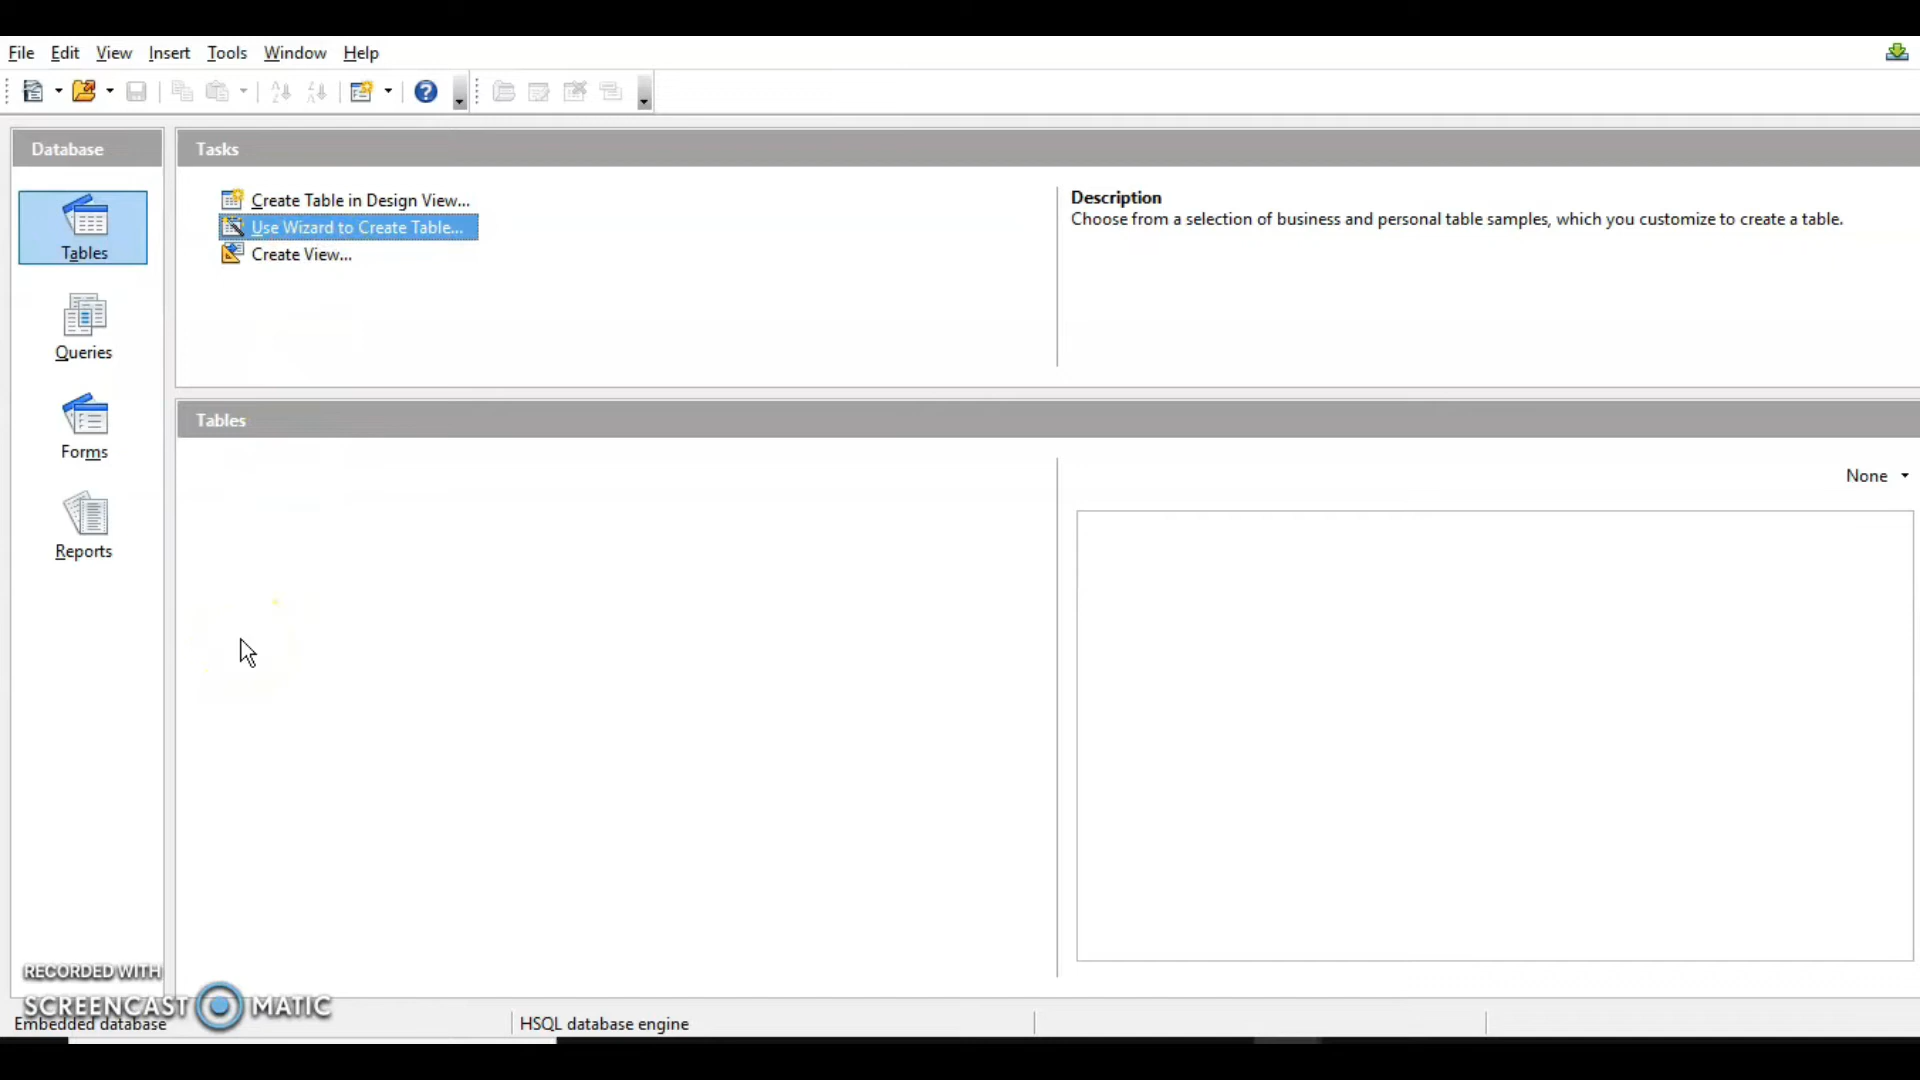 File Edit View Insert Tools Window Help
Database
Tasks
Tables
Queries
Forms
Reports
Create Table in Design View...
Use Wizard to Create Table...
Create View...
Description
Choose from a selection of business and personal table samples, which you customize to create a table.
Tables
None
RECORDED WITH
SCREENCAST MATIC
Embedded database
HSQL database engine